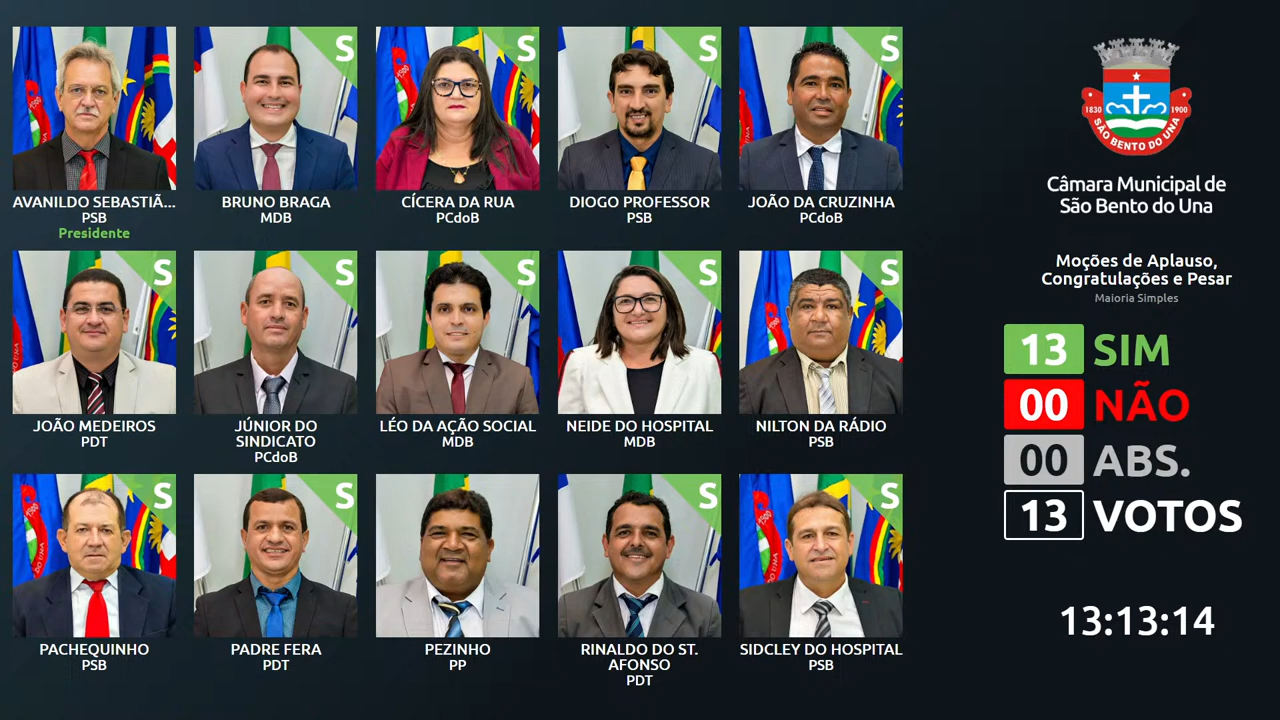 S
S
S
S
AVANILDO SEBASTIÃ...
PSB
Presidente
BRUNO BRAGA
MDB
CÍCERA DA RUA
PCdoB
DIOGO PROFESSOR
PSB
JOÃO DA CRUZINHA
PCdoB
S
S
S
S
S
JOÃO MEDEIROS
PDT
JÚNIOR DO
SINDICATO
PCdoB
LÉO DA AÇÃO SOCIAL
MDB
NEIDE DO HOSPITAL
MDB
NILTON DA RÁDIO
PSB
S
S
S
S
PACHEQUINHO
PSB
PADRE FERA
PDT
PEZINHO
PP
RINALDO DO ST.
AFONSO
PDT
SIDCLEY DO HOSPITAL
PSB
1830
1900
SÃO BENTO DO UNA
Câmara Municipal de
São Bento do Una
Moções de Aplauso,
Congratulações e Pesar
Maioria Simples
13 SIM
00 NÃO
00 ABS.
13 VOTOS
13:13:14